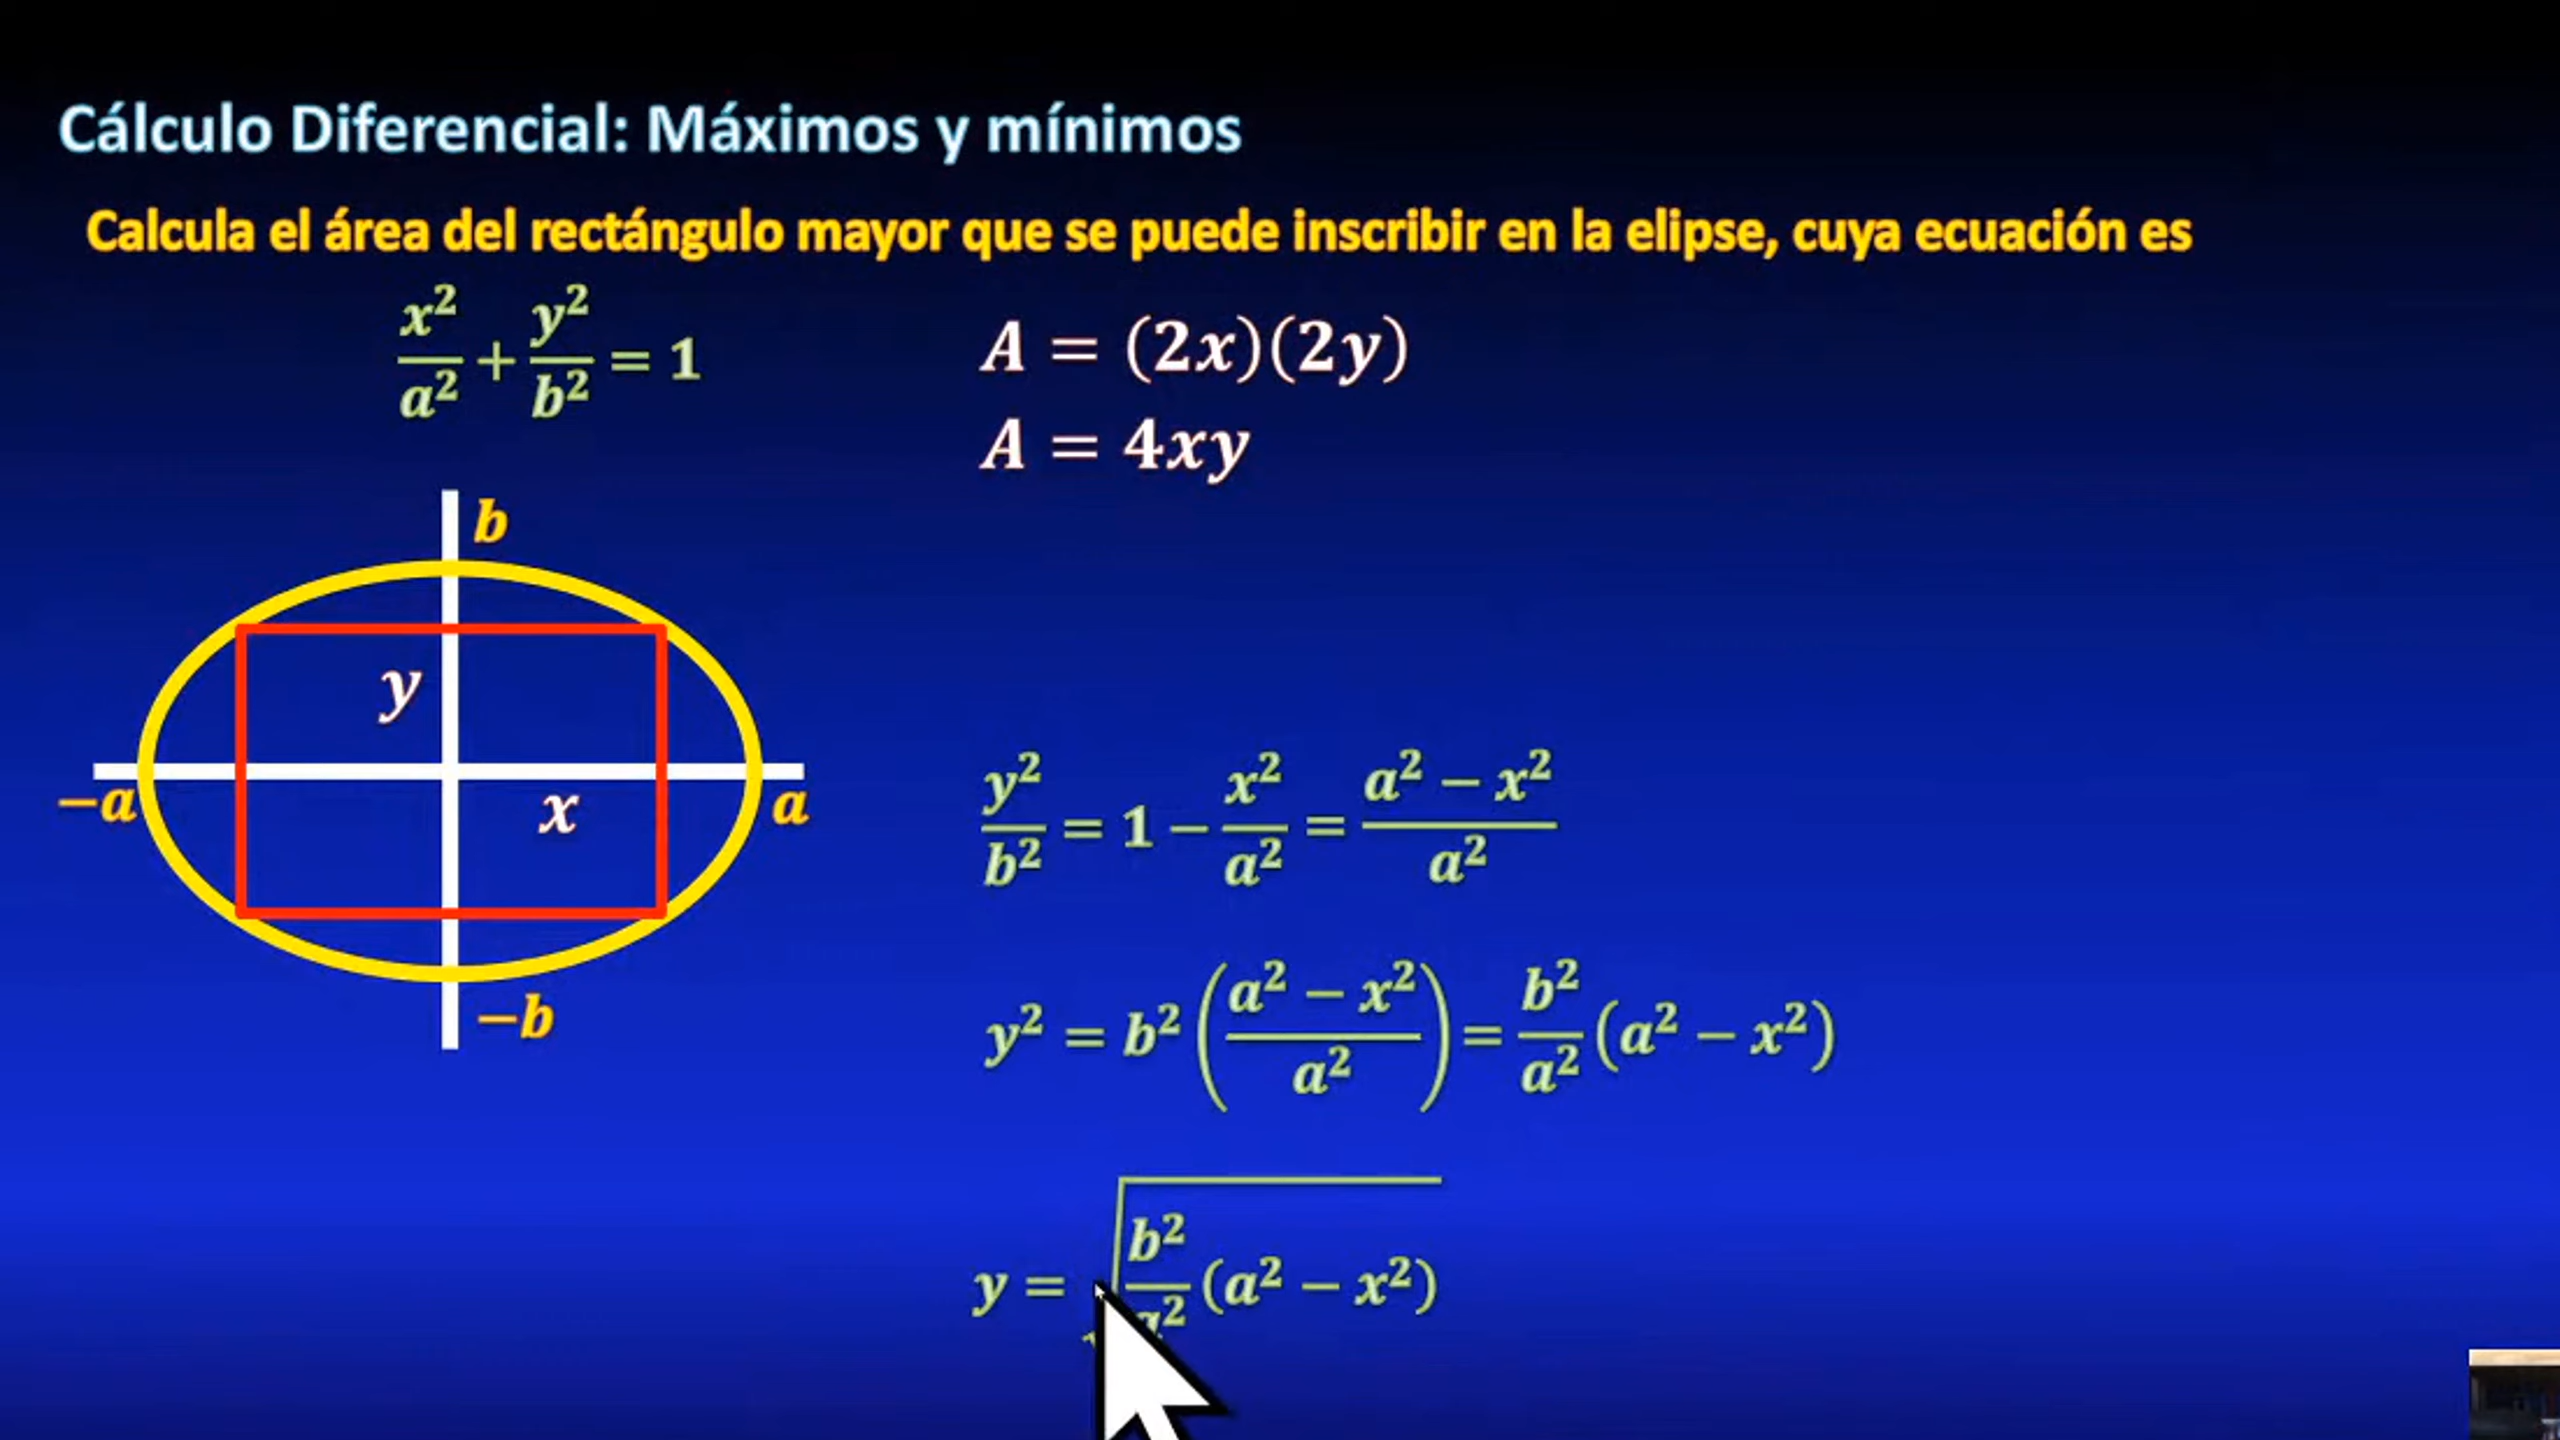 Cálculo Diferencial: Máximos y mínimos
Calcula el área del rectángulo mayor que se puede inscribir en la elipse, cuya ecuación es
x²/a² + y²/b² = 1
A = (2x)(2y)
A = 4xy
b
y
-a
x
a
-b
y²/b² = 1 - x²/a² = (a² - x²)/a²
y² = b² ((a² - x²)/a²) = b²/a² (a² - x²)
y = √(b²/a² (a² - x²))